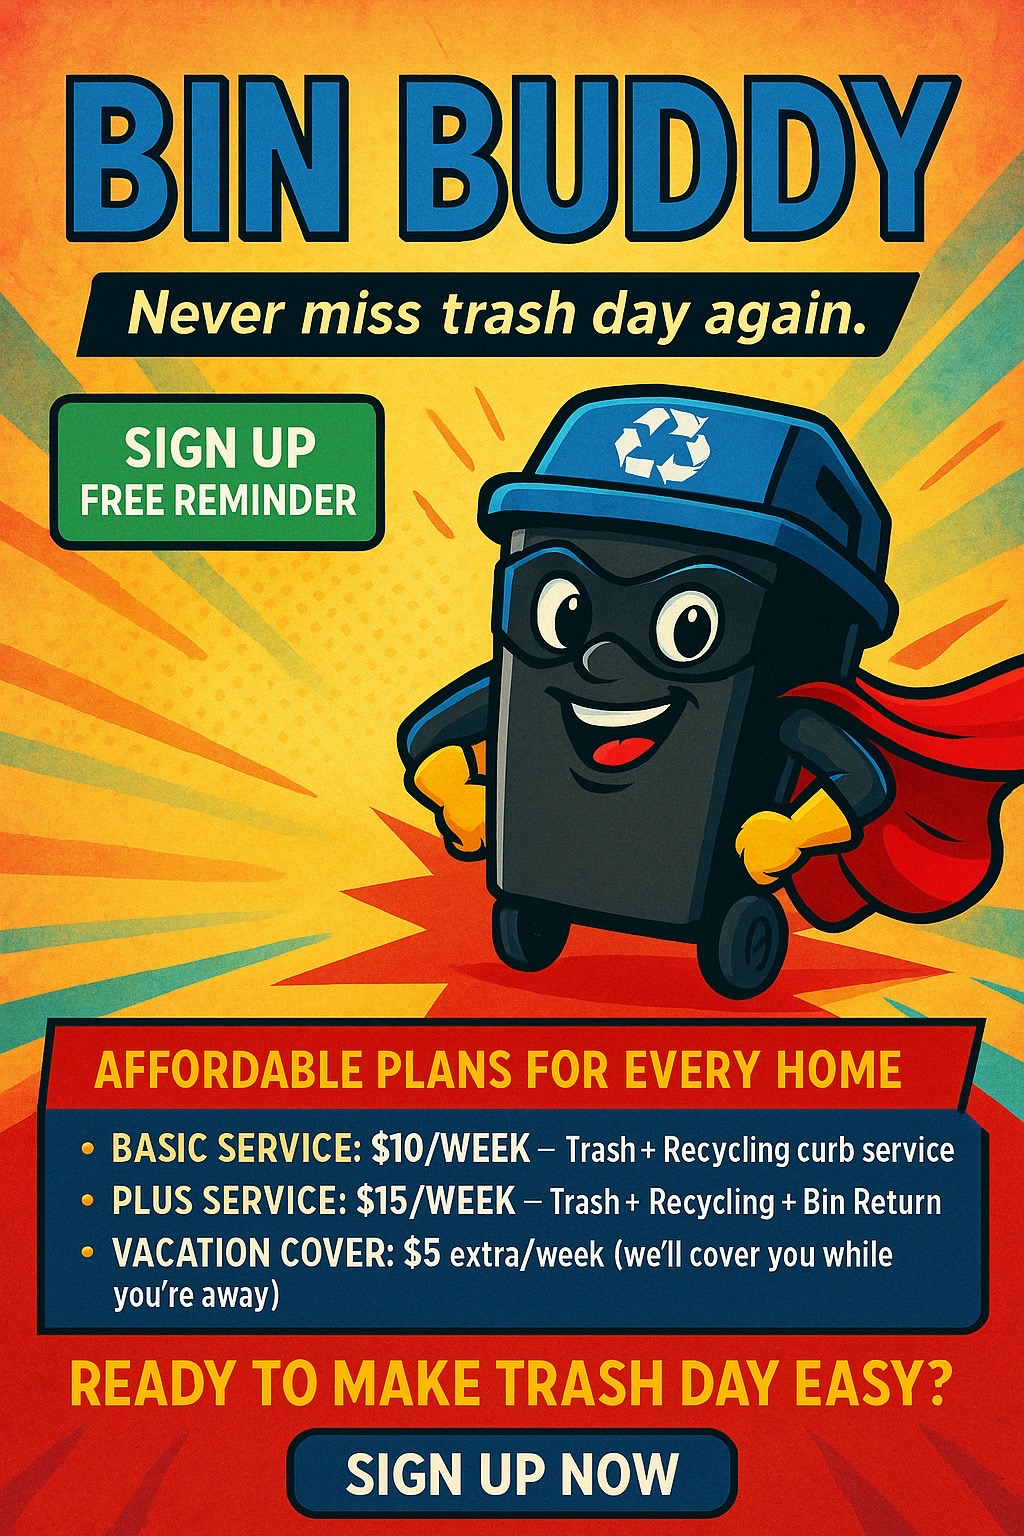 BIN BUDDY
Never miss trash day again.
SIGN UP
FREE REMINDER
AFFORDABLE PLANS FOR EVERY HOME
• BASIC SERVICE: $10/WEEK – Trash + Recycling curb service
• PLUS SERVICE: $15/WEEK – Trash + Recycling + Bin Return
• VACATION COVER: $5 extra/week (we'll cover you while
you're away)
READY TO MAKE TRASH DAY EASY?
SIGN UP NOW